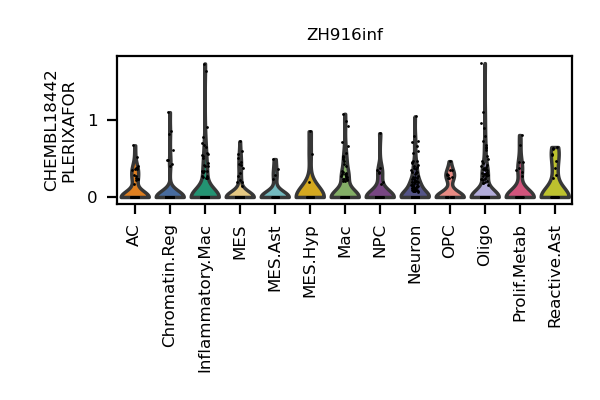 ZH916inf
CHEMBL18442
PLERIXAFOR
1
0
AC
Chromatin.Reg
Inflammatory.Mac
MES
MES.Ast
MES.Hyp
Mac
NPC
Neuron
OPC
Oligo
Prolif.Metab
Reactive.Ast